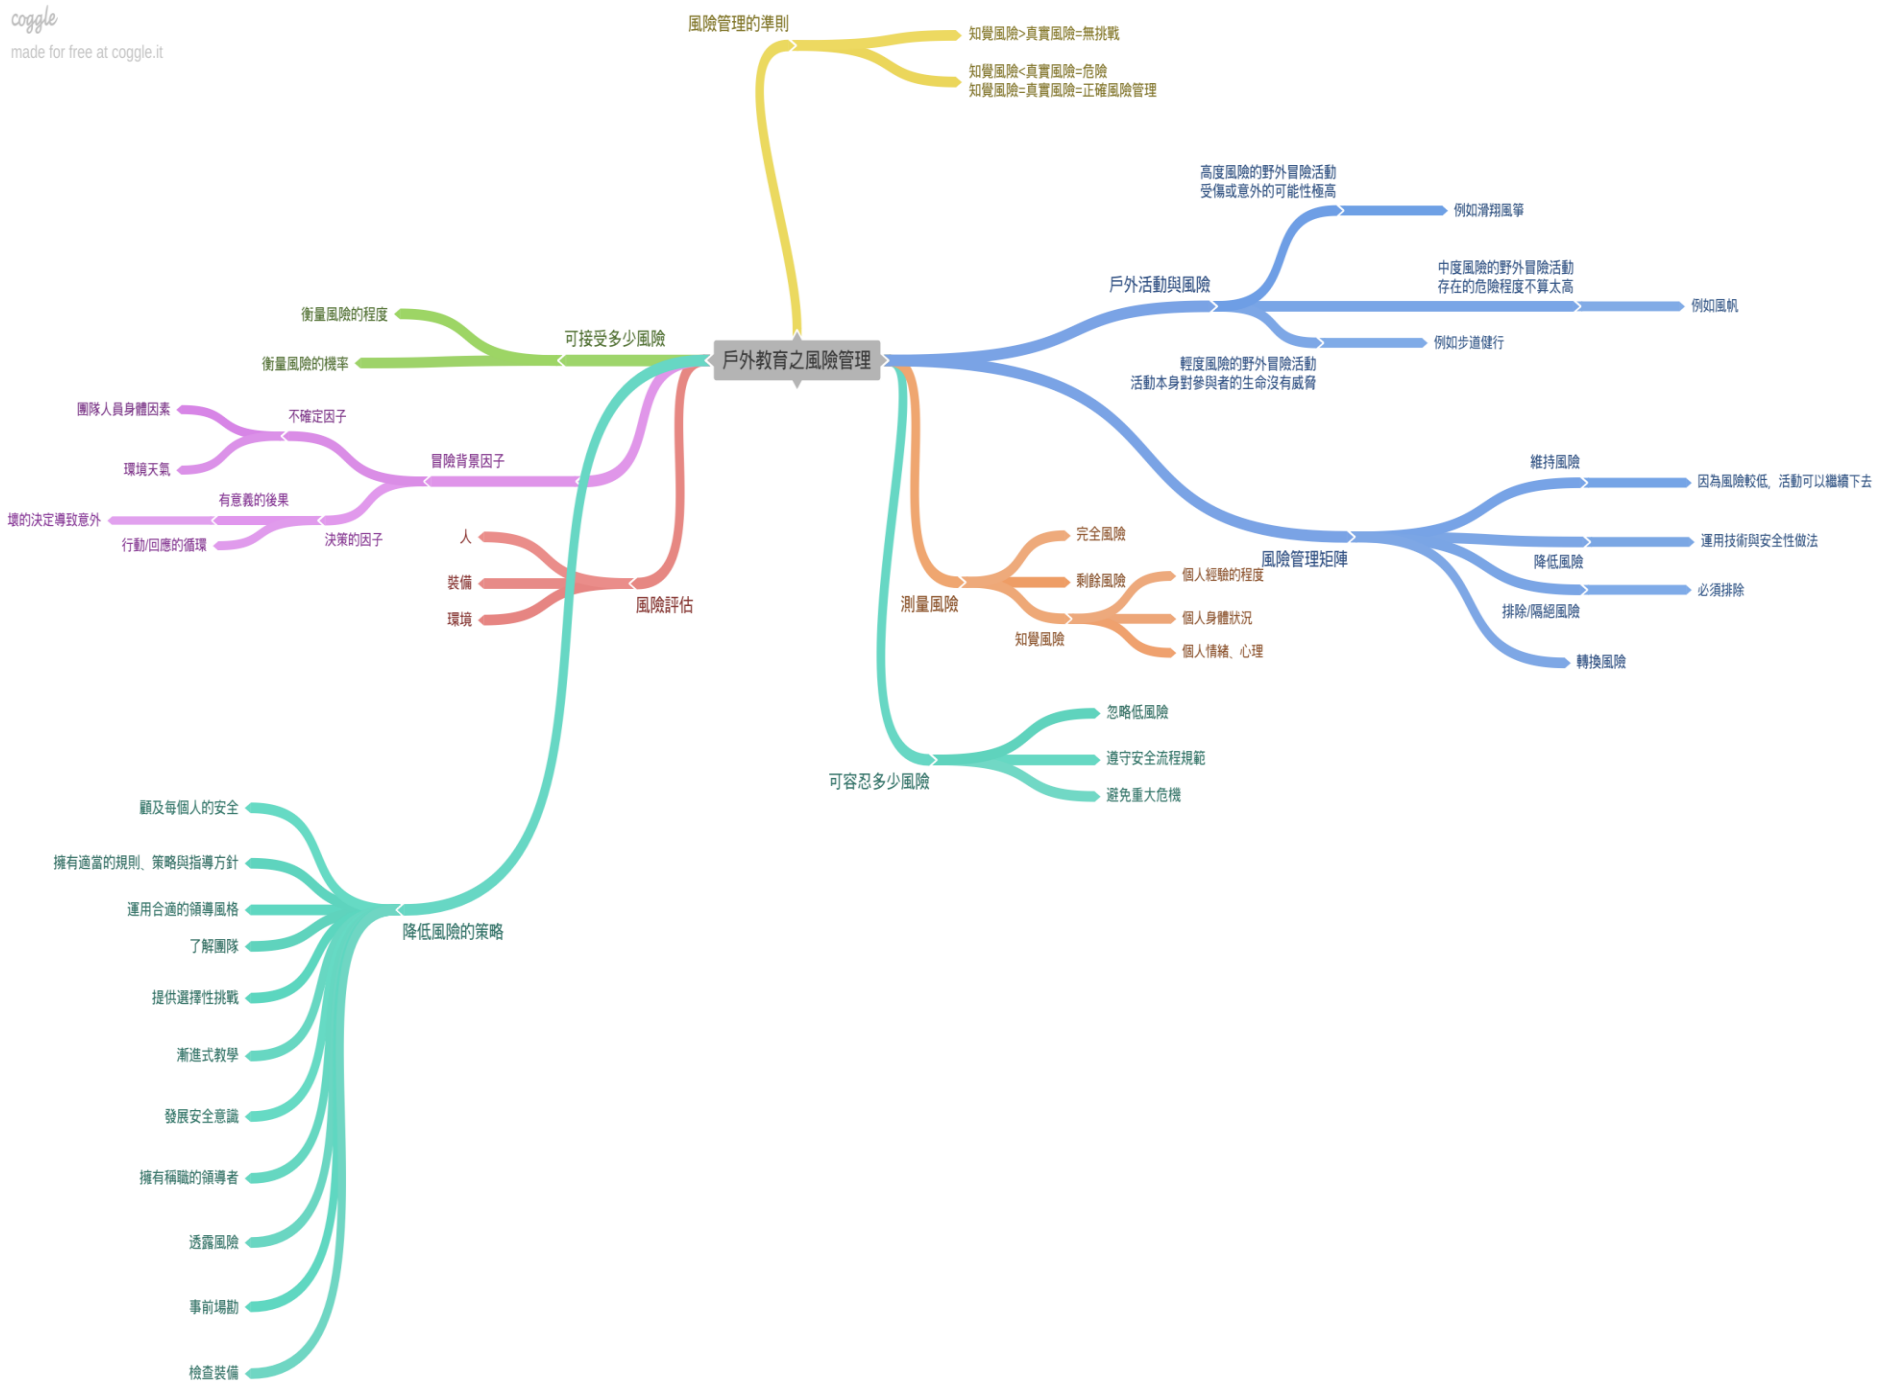 coggle
made for free at coggle.it
戶外教育之風險管理
風險管理的準則
知覺風險>真實風險=無挑戰
知覺風險<真實風險=危險
知覺風險=真實風險=正確風險管理
戶外活動與風險
高度風險的野外冒險活動
受傷或意外的可能性極高
例如滑翔風箏
中度風險的野外冒險活動
存在的危險程度不算太高
例如風帆
輕度風險的野外冒險活動
活動本身對參與者的生命沒有威脅
例如步道健行
風險管理矩陣
維持風險
因為風險較低，活動可以繼續下去
降低風險
運用技術與安全性做法
排除/隔絕風險
必須排除
轉換風險
測量風險
完全風險
剩餘風險
知覺風險
個人經驗的程度
個人身體狀況
個人情緒、心理
可容忍多少風險
忽略低風險
遵守安全流程規範
避免重大危機
可接受多少風險
衡量風險的程度
衡量風險的機率
冒險背景因子
不確定因子
團隊人員身體因素
環境天氣
決策的因子
有意義的後果
壞的決定導致意外
行動/回應的循環
風險評估
人
裝備
環境
降低風險的策略
顧及每個人的安全
擁有適當的規則、策略與指導方針
運用合適的領導風格
了解團隊
提供選擇性挑戰
漸進式教學
發展安全意識
擁有稱職的領導者
透露風險
事前場勘
檢查裝備